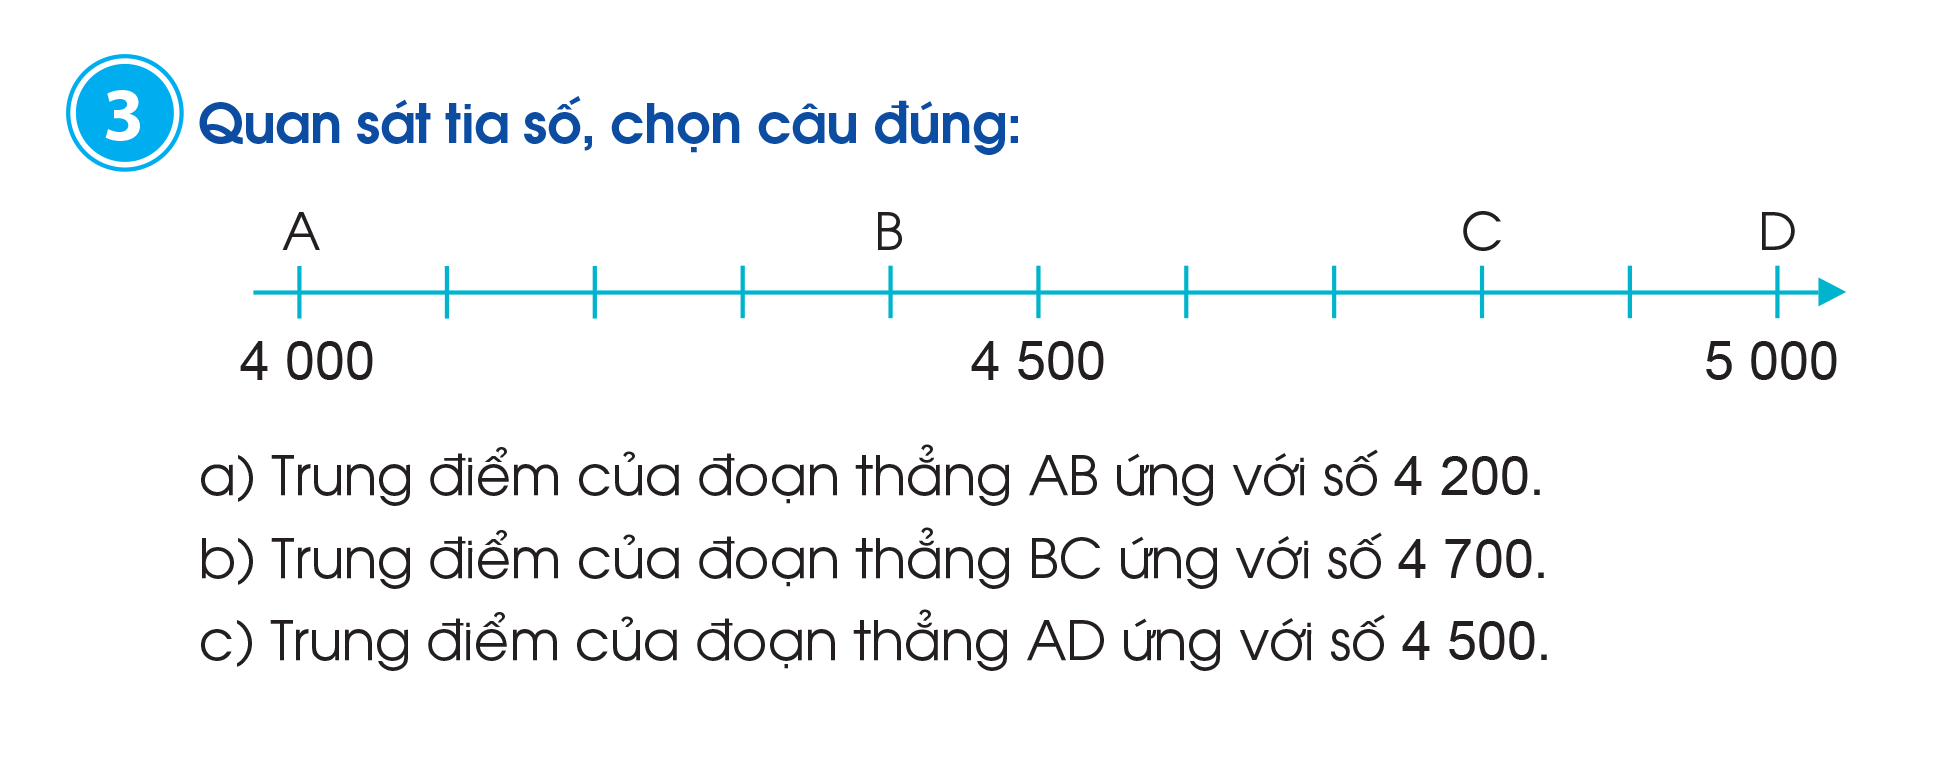 3 Quan sát tia số, chọn câu đúng:
A B C D
4 000 4 500 5 000
a) Trung điểm của đoạn thẳng AB ứng với số 4 200.
b) Trung điểm của đoạn thẳng BC ứng với số 4 700.
c) Trung điểm của đoạn thẳng AD ứng với số 4 500.